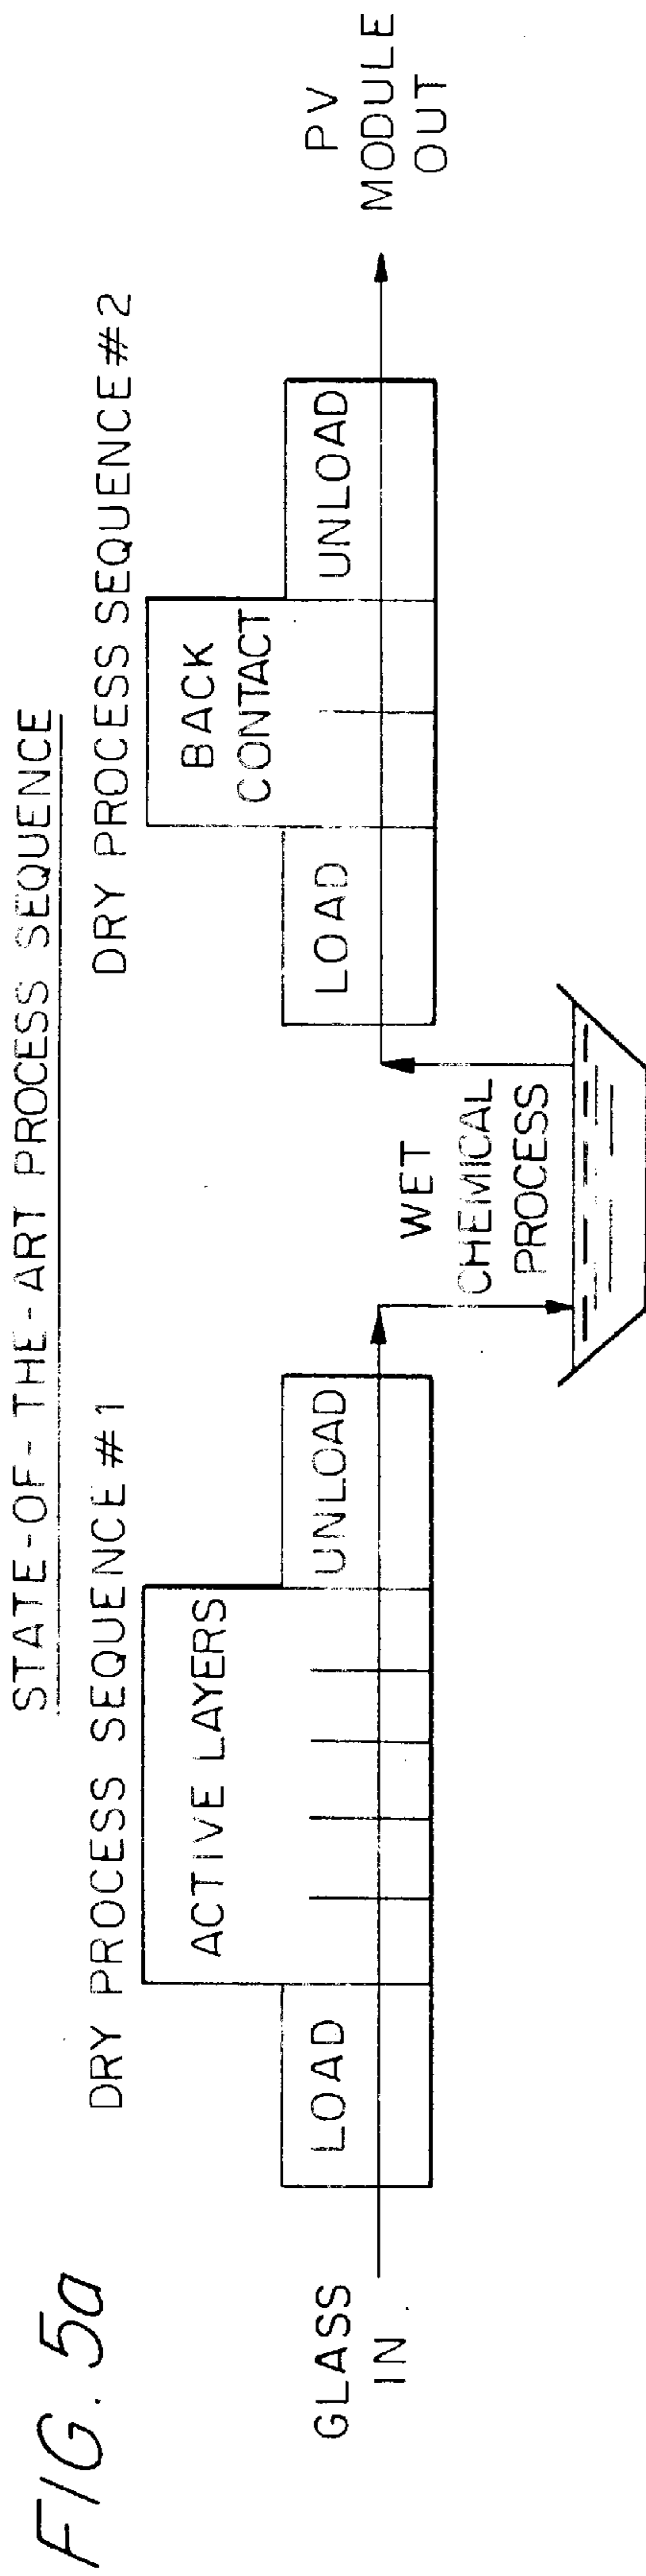 FIG. 5a
STATE-OF-THE-ART PROCESS SEQUENCE
DRY PROCESS SEQUENCE #1
DRY PROCESS SEQUENCE #2
GLASS
IN
LOAD
ACTIVE LAYERS
UNLOAD
WET
CHEMICAL
PROCESS
LOAD
BACK
CONTACT
UNLOAD
PV
MODULE
OUT